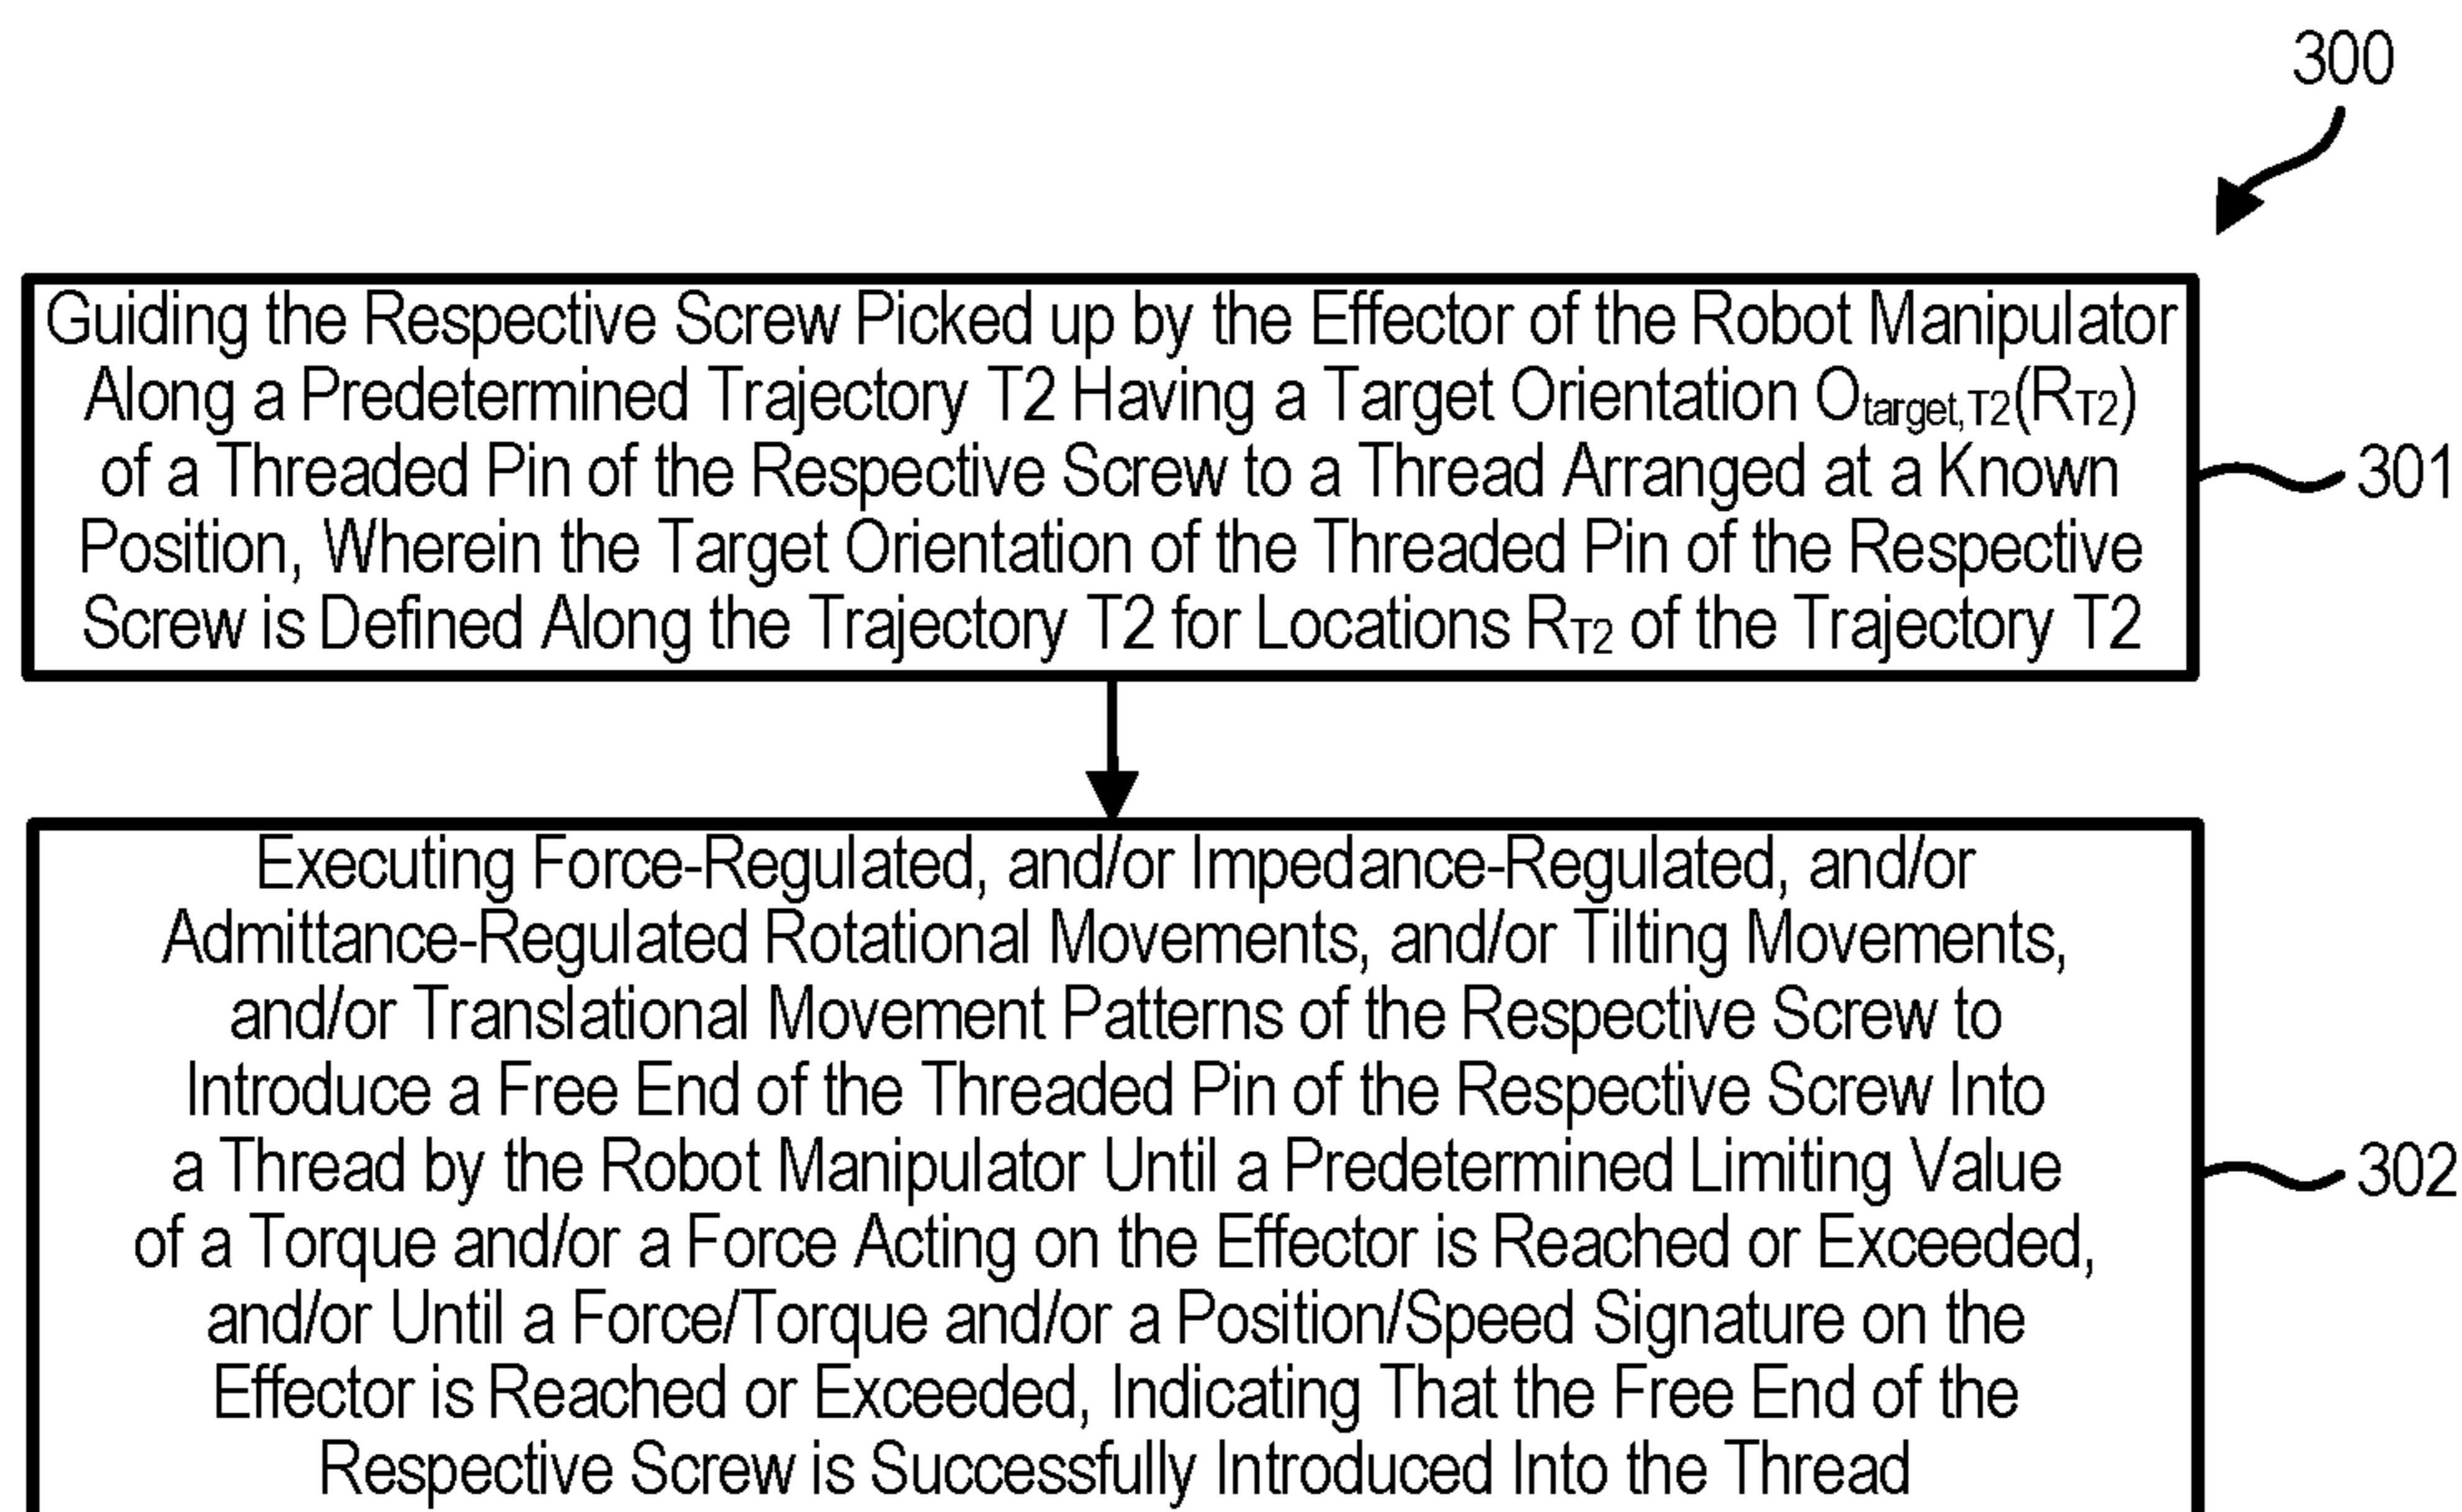 300
Guiding the Respective Screw Picked up by the Effector of the Robot Manipulator
Along a Predetermined Trajectory T2 Having a Target Orientation Otarget,T2(RT2)
of a Threaded Pin of the Respective Screw to a Thread Arranged at a Known
Position, Wherein the Target Orientation of the Threaded Pin of the Respective
Screw is Defined Along the Trajectory T2 for Locations RT2 of the Trajectory T2
301
Executing Force-Regulated, and/or Impedance-Regulated, and/or
Admittance-Regulated Rotational Movements, and/or Tilting Movements,
and/or Translational Movement Patterns of the Respective Screw to
Introduce a Free End of the Threaded Pin of the Respective Screw Into
a Thread by the Robot Manipulator Until a Predetermined Limiting Value
of a Torque and/or a Force Acting on the Effector is Reached or Exceeded,
and/or Until a Force/Torque and/or a Position/Speed Signature on the
Effector is Reached or Exceeded, Indicating That the Free End of the
Respective Screw is Successfully Introduced Into the Thread
302